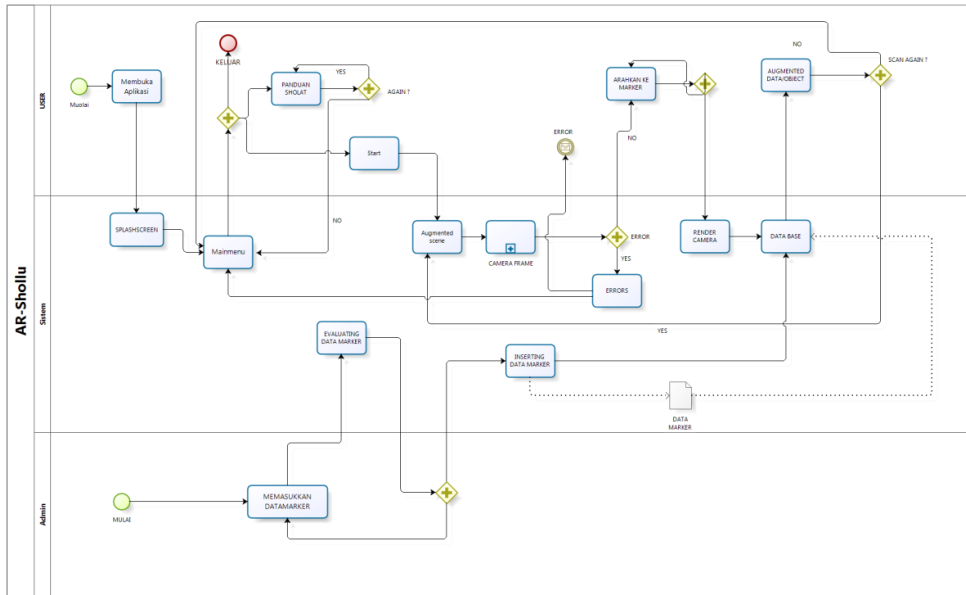 AR-Shollu
USER
Sistem
Admin
Muolai
Membuka
Aplikasi
KELUAR
PANDUAN
SHOLAT
YES
AGAIN ?
Start
NO
ERROR
ARAHKAN KE
MARKER
NO
AUGMENTED
DATA/OBJECT
NO
SCAN AGAIN ?
SPLASHSCREEN
Mainmenu
Augmented
scene
CAMERA FRAME
ERROR
YES
ERRORS
RENDER
CAMERA
DATA BASE
YES
EVALUATING
DATA MARKER
INSERTING
DATA MARKER
DATA
MARKER
MULAI
MEMASUKKAN
DATAMARKER